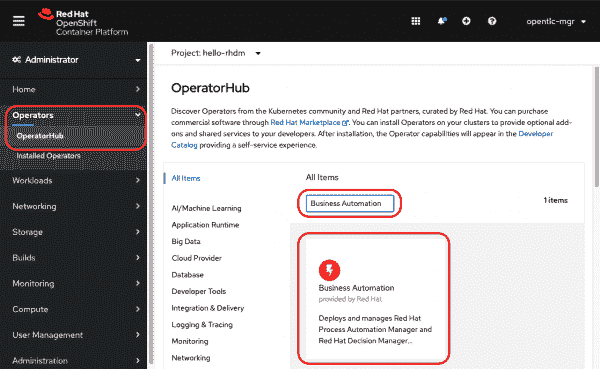 Red Hat
OpenShift
Container Platform
opentlc-mgr
Administrator
Home
Operators
OperatorHub
Installed Operators
Workloads
Networking
Storage
Builds
Monitoring
Compute
User Management
Administration
Project: hello-rhdm
OperatorHub
Discover Operators from the Kubernetes community and Red Hat partners, curated by Red Hat. You can purchase
commercial software through Red Hat Marketplace. You can install Operators on your clusters to provide optional add-
ons and shared services to your developers. After installation, the Operator capabilities will appear in the Developer
Catalog providing a self-service experience.
All Items
AI/Machine Learning
Application Runtime
Big Data
Cloud Provider
Database
Developer Tools
Integration & Delivery
Logging & Tracing
Monitoring
Networking
All Items
Business Automation
1 items
Business Automation
provided by Red Hat
Deploys and manages Red Hat
Process Automation Manager and
Red Hat Decision Manager...